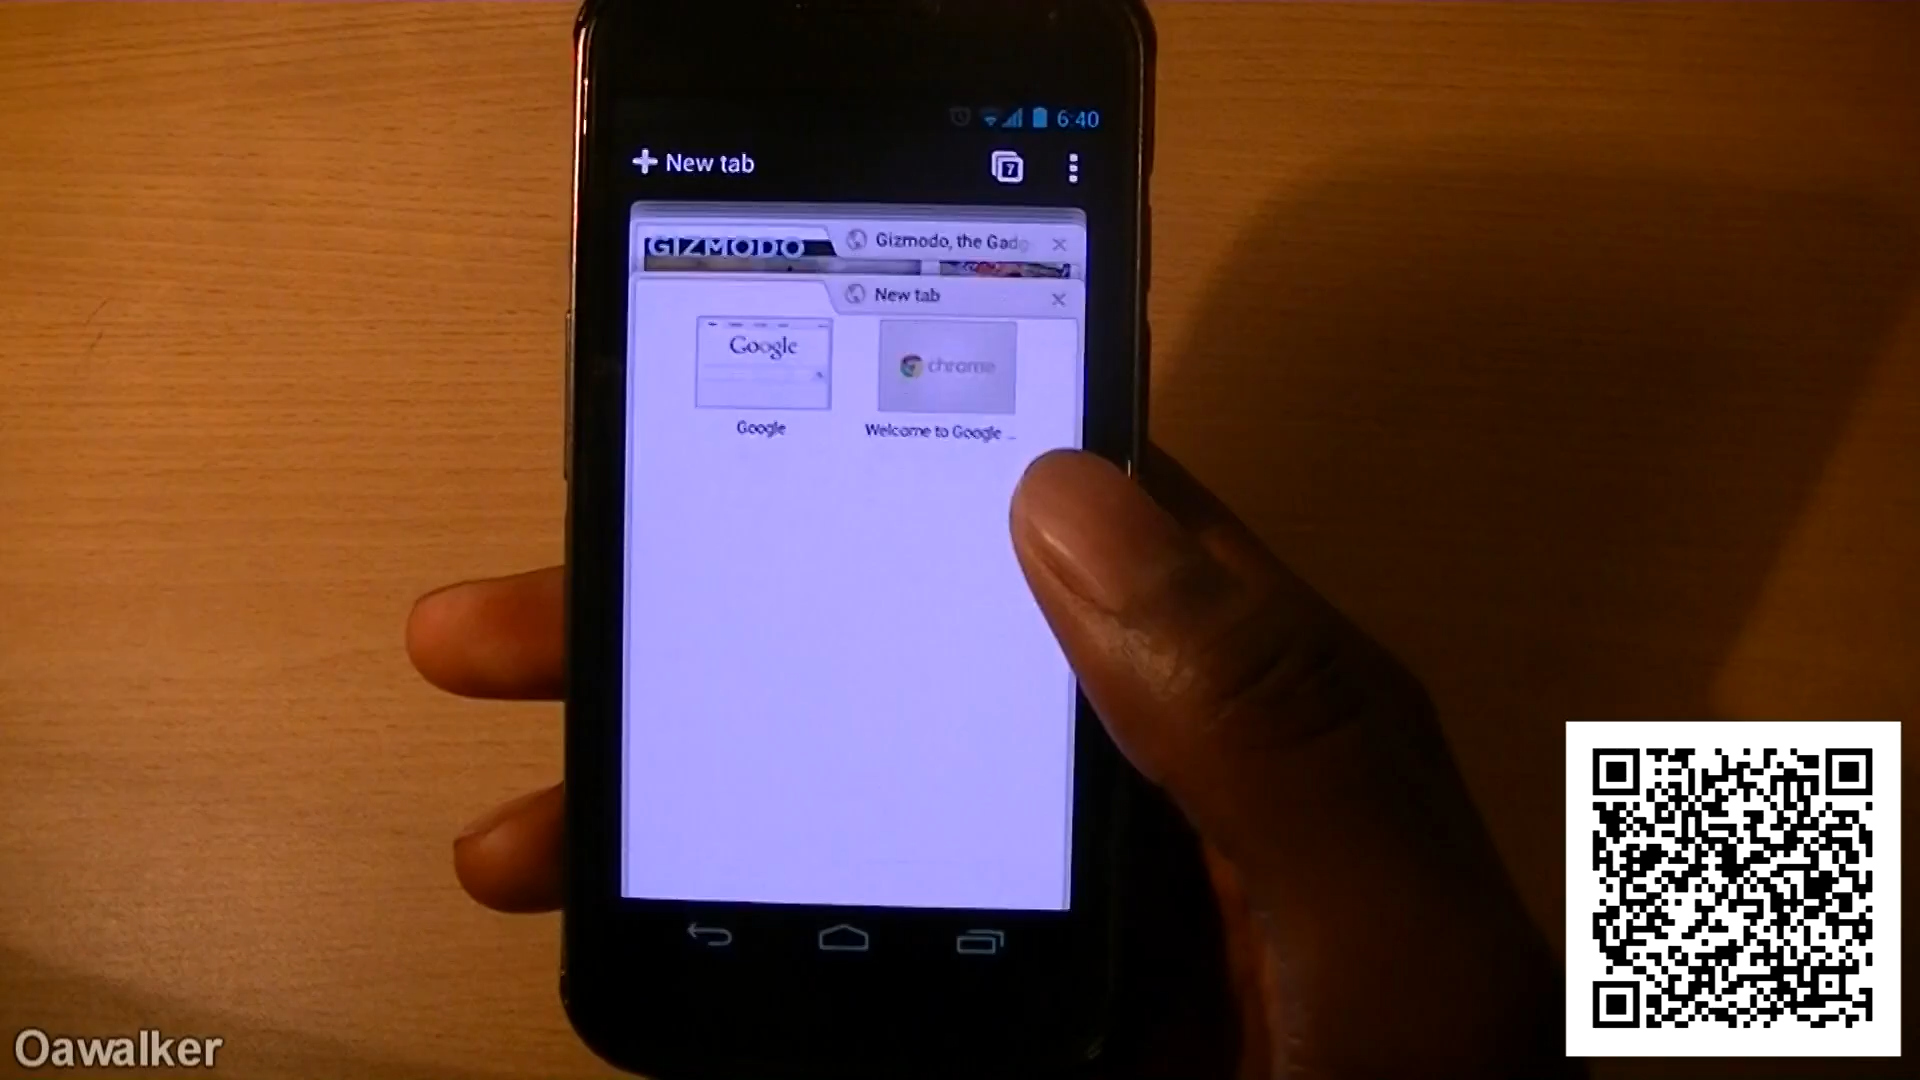 6:40
New tab
7
GIZMODO
Gizmodo, the Gadg
New tab
Google
chrome
Google
Welcome to Google ...
Oawalker